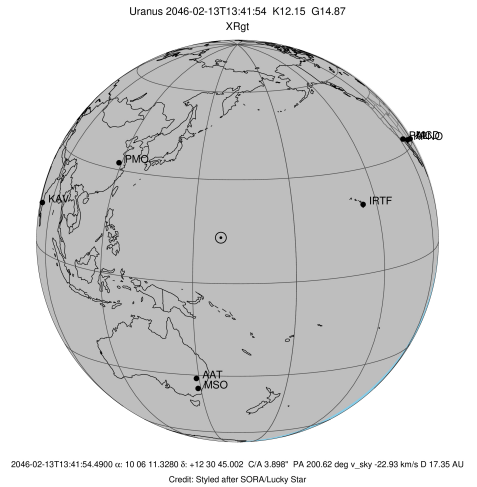 Uranus 2046-02-13T13:41:54 K12.15 G14.87
XRgt
PMO
KAV
IRTF
AAT
MSO
2046-02-13T13:41:54.4900 α: 10 06 11.3280 δ: +12 30 45.002 C/A 3.898" PA 200.62 deg v_sky -22.93 km/s D 17.35 AU
Credit: Styled after SORA/Lucky Star